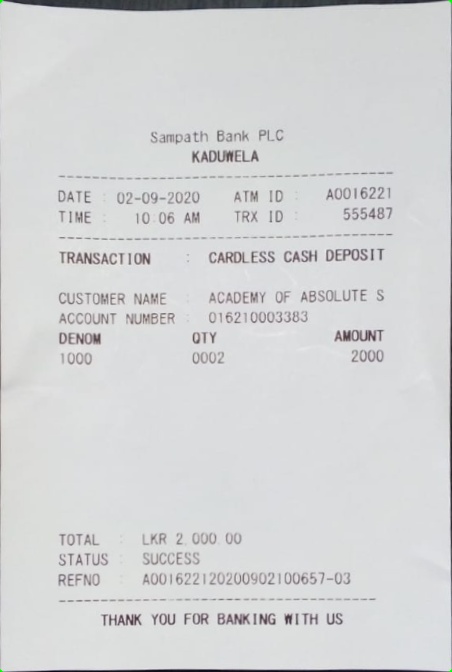 Sampath Bank PLC
KADUWELA
DATE : 02-09-2020 ATM ID : A0016221
TIME : 10:06 AM TRX ID : 555487
TRANSACTION : CARDLESS CASH DEPOSIT
CUSTOMER NAME : ACADEMY OF ABSOLUTE S
ACCOUNT NUMBER : 016210003383
DENOM QTY AMOUNT
1000 0002 2000
TOTAL : LKR 2,000.00
STATUS : SUCCESS
REFNO : A001622120200902100657-03
THANK YOU FOR BANKING WITH US